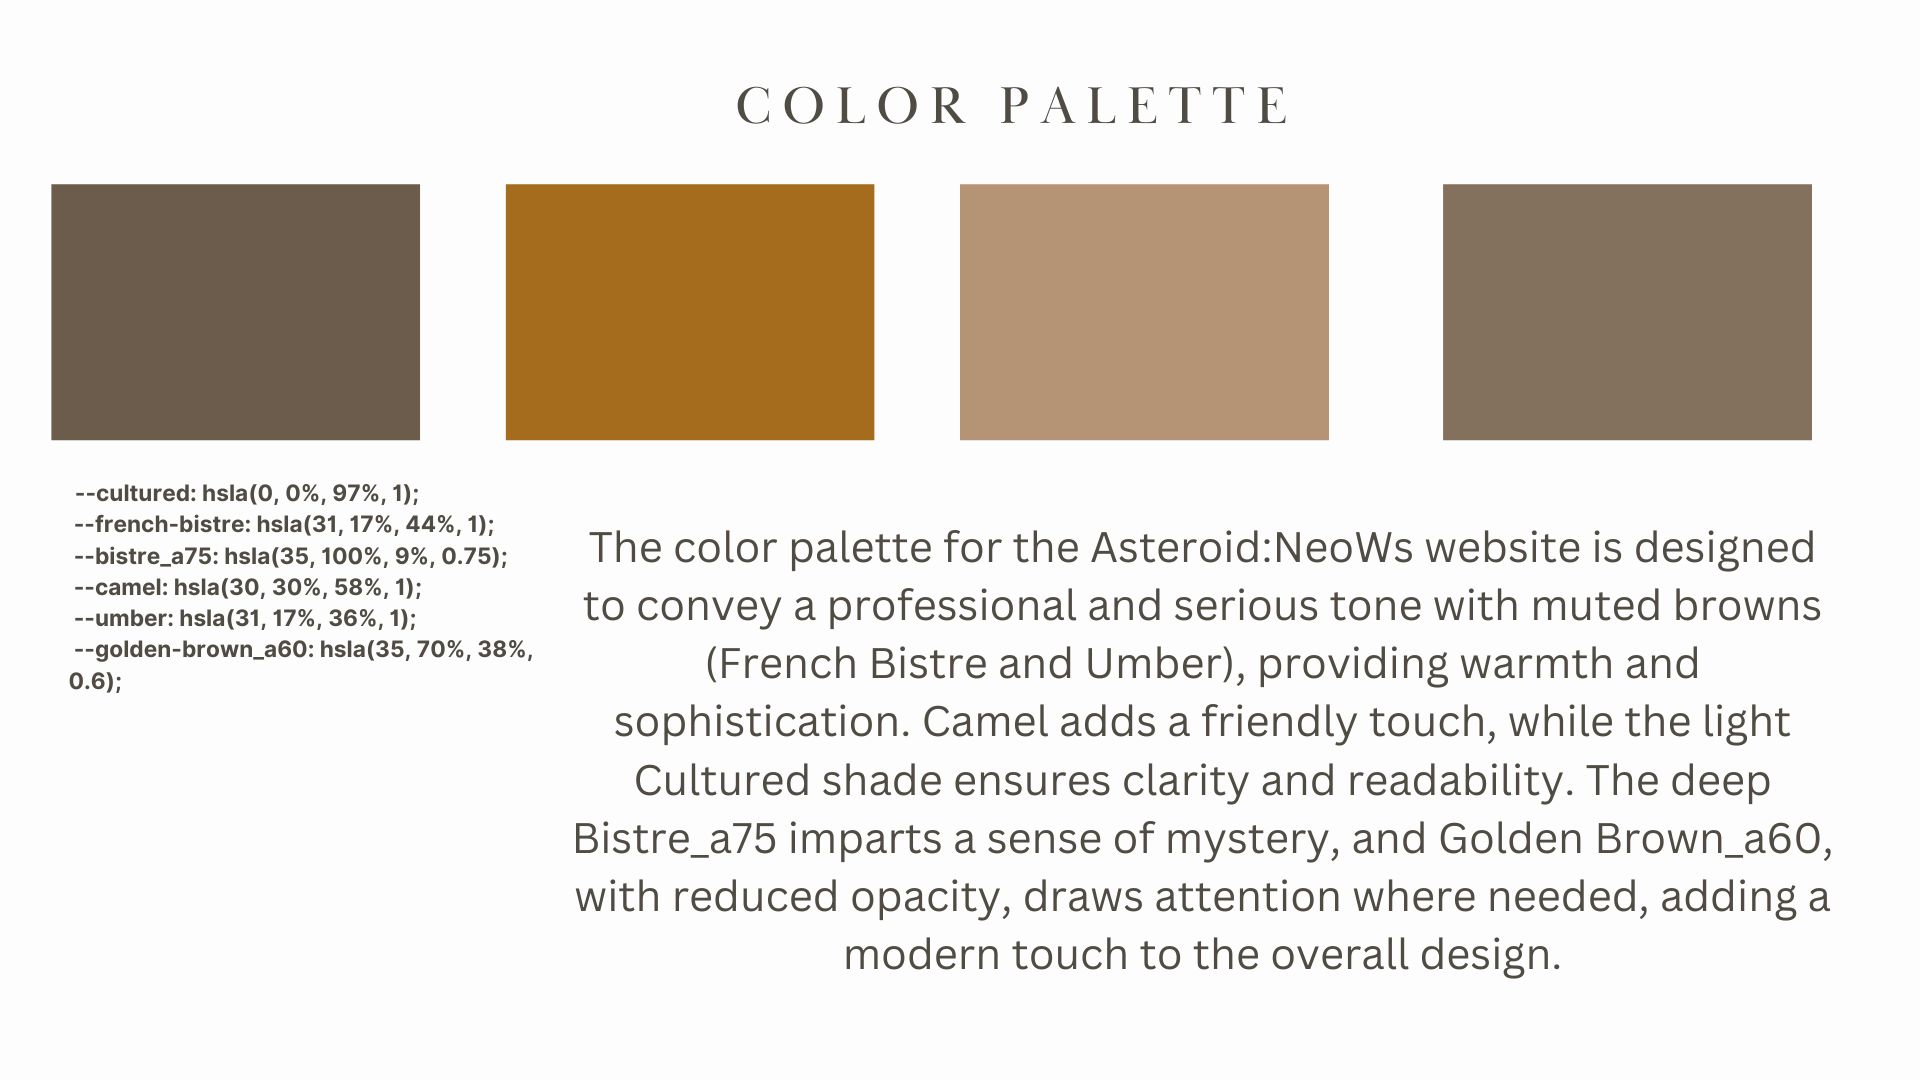 COLOR PALETTE
--cultured: hsla(0, 0%, 97%, 1);
--french-bistre: hsla(31, 17%, 44%, 1);
--bistre_a75: hsla(35, 100%, 9%, 0.75);
--camel: hsla(30, 30%, 58%, 1);
--umber: hsla(31, 17%, 36%, 1);
--golden-brown_a60: hsla(35, 70%, 38%,
0.6);
The color palette for the Asteroid:NeoWs website is designed
to convey a professional and serious tone with muted browns
(French Bistre and Umber), providing warmth and
sophistication. Camel adds a friendly touch, while the light
Cultured shade ensures clarity and readability. The deep
Bistre_a75 imparts a sense of mystery, and Golden Brown_a60,
with reduced opacity, draws attention where needed, adding a
modern touch to the overall design.